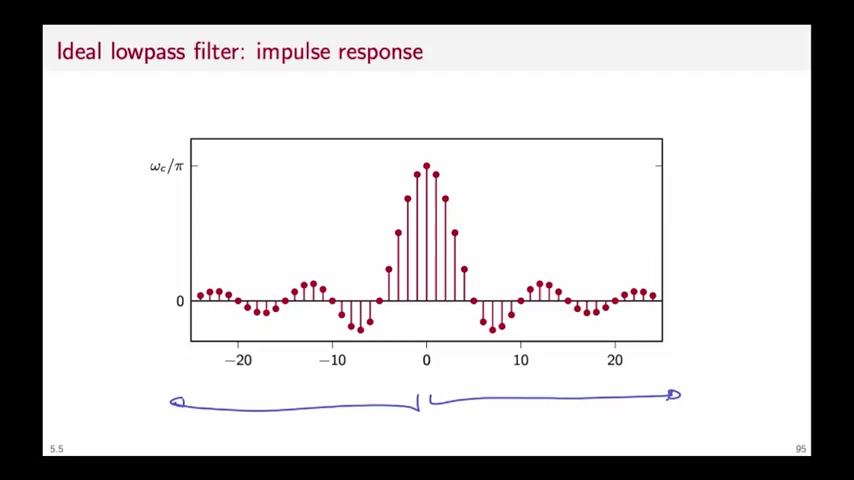 Ideal lowpass filter: impulse response
ωc/π
0
−20 −10 0 10 20
5.5 95